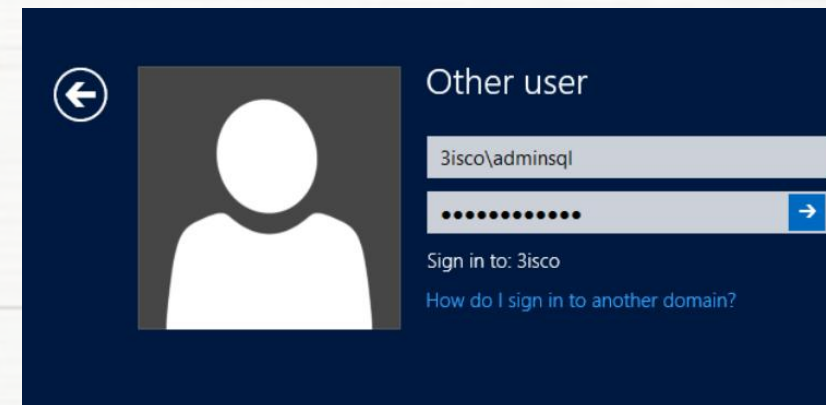 Other user
3isco\adminsql
••••••••••••
Sign in to: 3isco
How do I sign in to another domain?